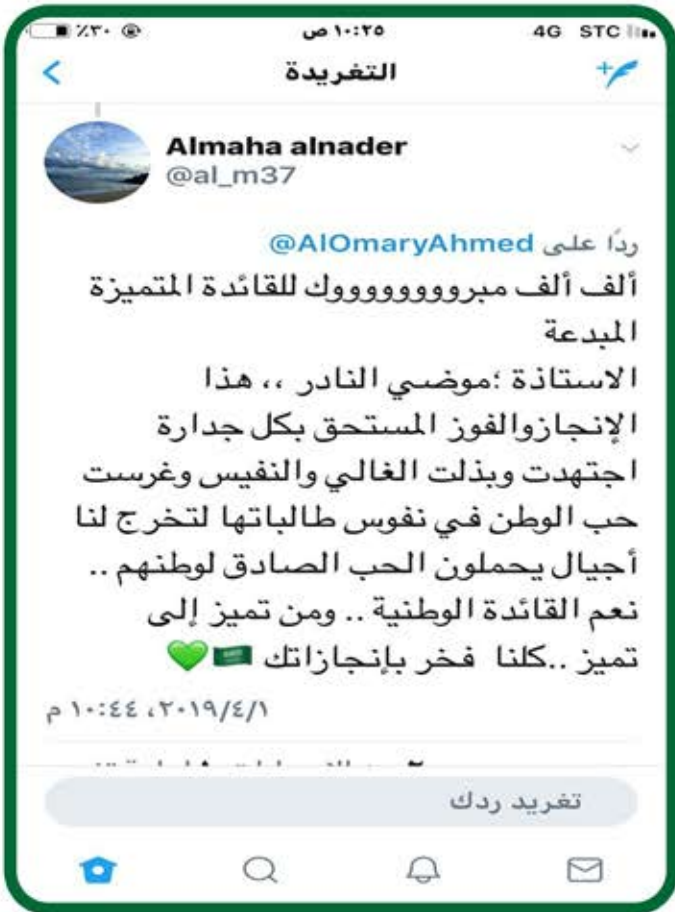 ٪٣٠ ١٠:٢٥ ص 4G STC
التغريدة
Almaha alnader
@al_m37
ردًا على @AlOmaryAhmed
ألف ألف مبرووووووووك للقائدة المتميزة
المبدعة
الاستاذة ؛موضي النادر ،، هذا
الإنجازوالفوز المستحق بكل جدارة
اجتهدت وبذلت الغالي والنفيس وغرست
حب الوطن في نفوس طالباتها لتخرج لنا
أجيال يحملون الحب الصادق لوطنهم ..
نعم القائدة الوطنية .. ومن تميز إلى
تميز ..كلنا فخر بإنجازاتك 🇸🇦💚
٢٠١٩/٤/١، ١٠:٤٤ م
تغريد ردك